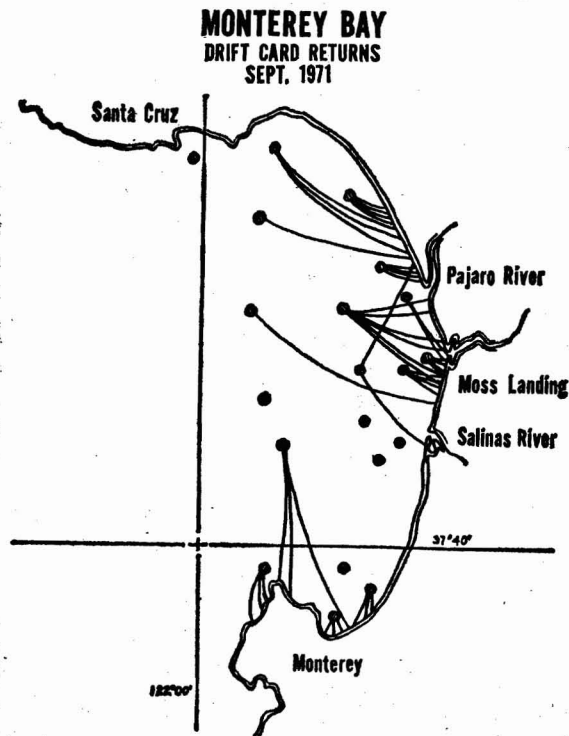 MONTEREY BAY
DRIFT CARD RETURNS
SEPT. 1971
Santa Cruz
Pajaro River
Moss Landing
Salinas River
37°40'
Monterey
122°00'